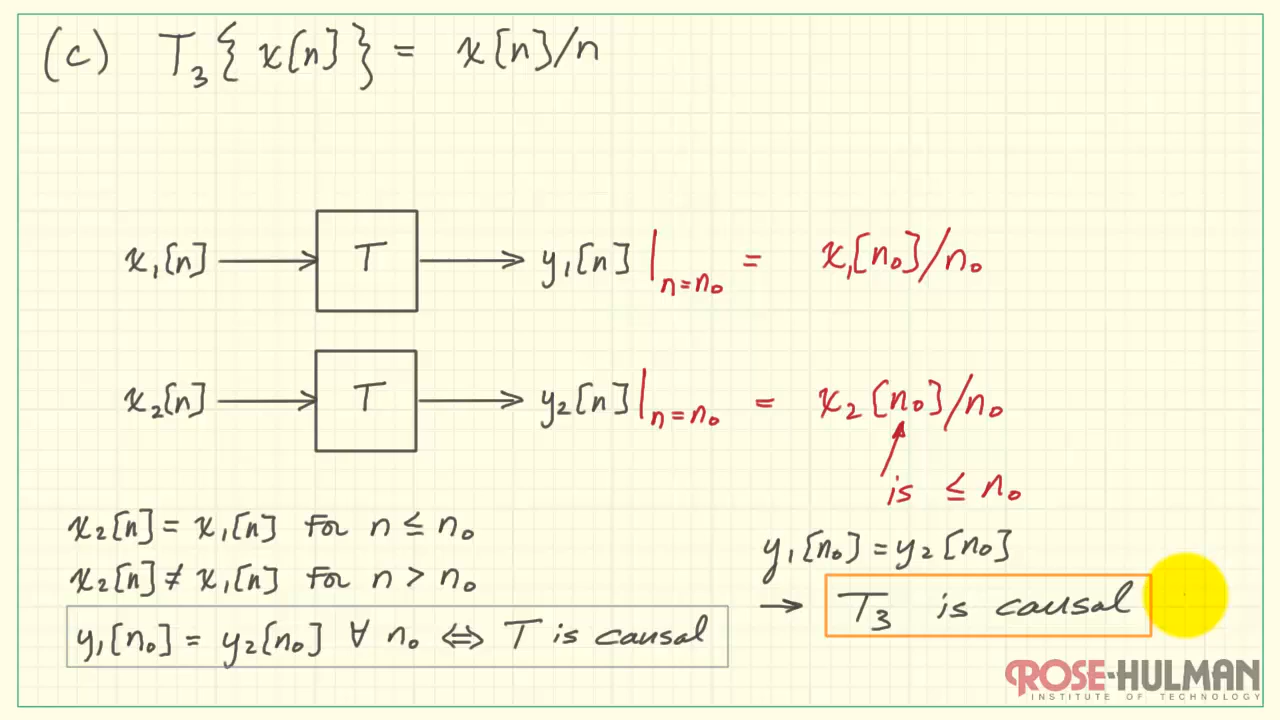 (c) T₃{x[n]} = x[n]/n
x₁[n] → T → y₁[n]|n=n₀ = x₁[n₀]/n₀
x₂[n] → T → y₂[n]|n=n₀ = x₂[n₀]/n₀
is ≤ n₀
x₂[n] = x₁[n] for n ≤ n₀
x₂[n] ≠ x₁[n] for n > n₀
y₁[n₀] = y₂[n₀] ∀ n₀ ⇔ T is causal
y₁[n₀] = y₂[n₀]
→ T₃ is causal
ROSE-HULMAN
INSTITUTE OF TECHNOLOGY